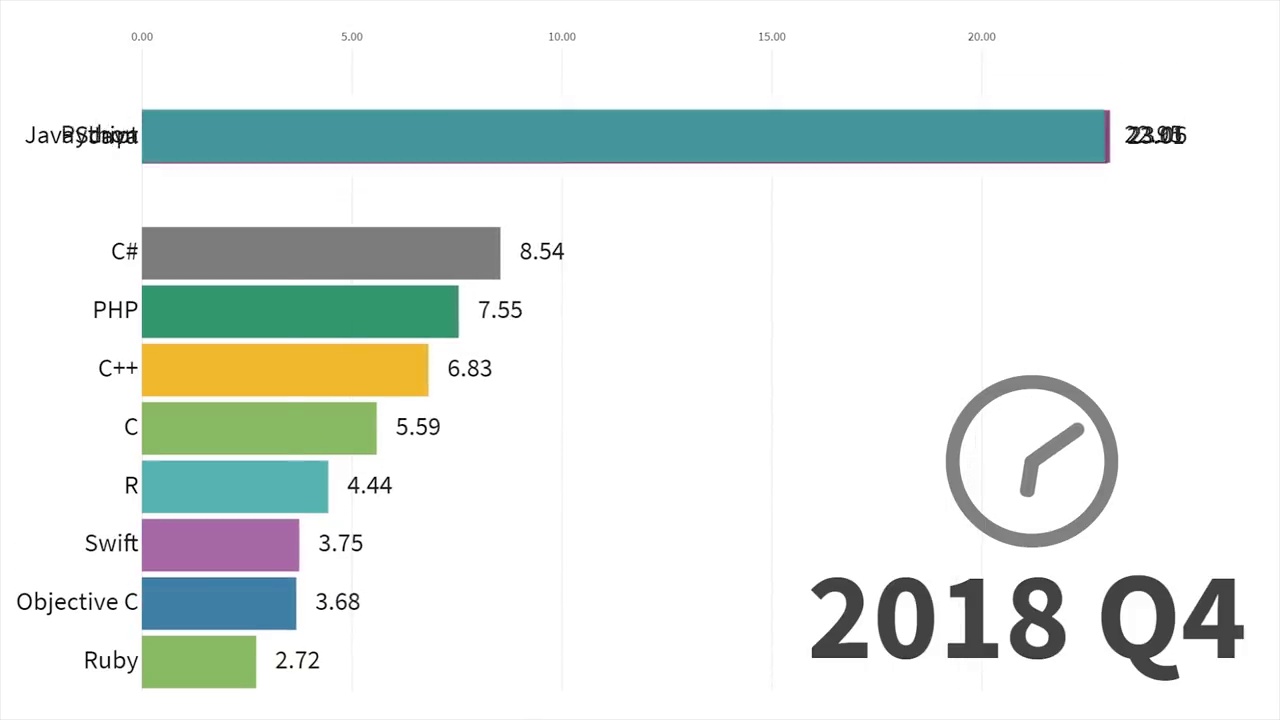 0.00 5.00 10.00 15.00 20.00
C# 8.54
PHP 7.55
C++ 6.83
C 5.59
R 4.44
Swift 3.75
Objective C 3.68
Ruby 2.72
2018 Q4